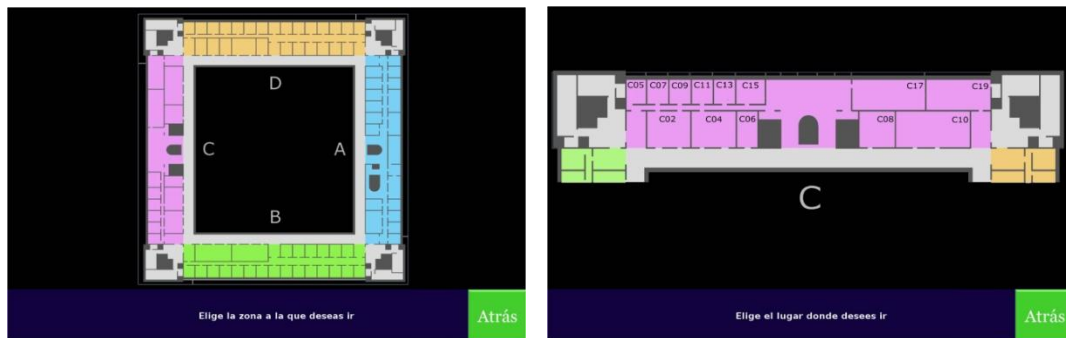 D
C
A
B
Elige la zona a la que deseas ir
Atrás
C05 C07 C09 C11 C13 C15 C17 C19
C02 C04 C06 C08 C10
C
Elige el lugar donde desees ir
Atrás